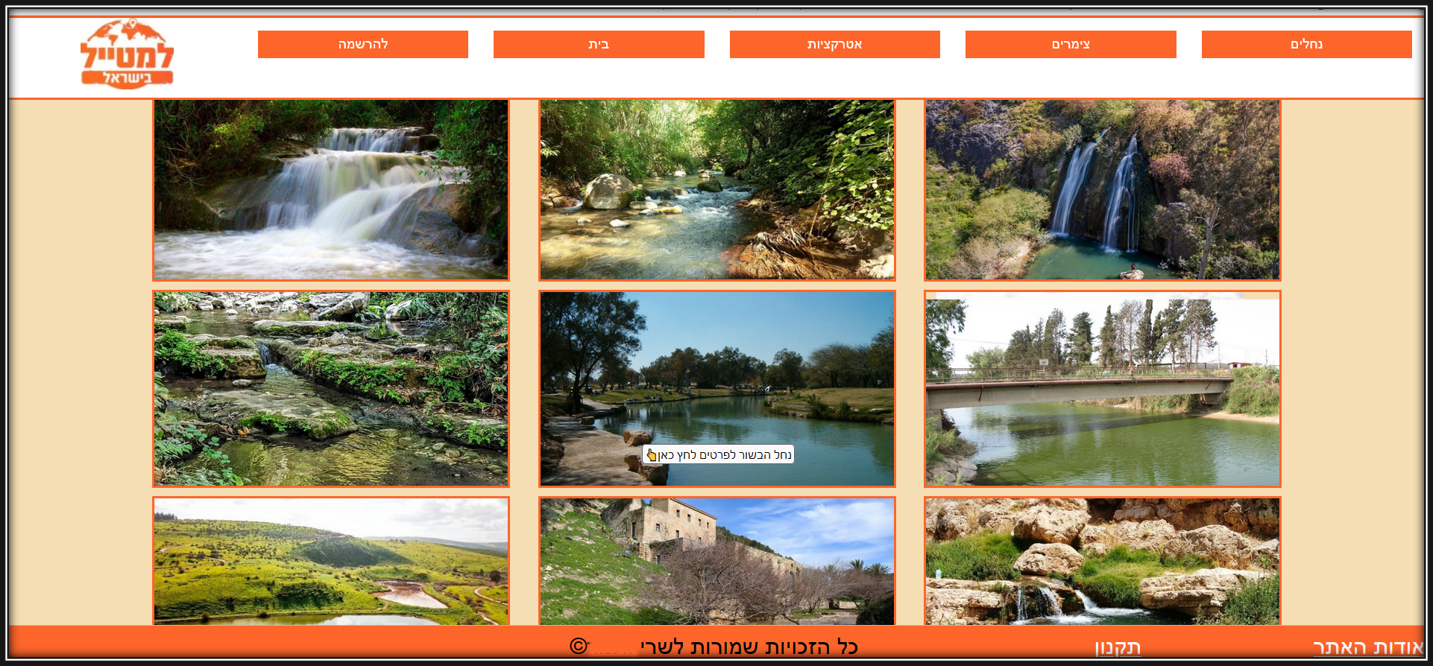 נחלים
צימרים
אטרקציות
בית
להרשמה
למטייל
בישראל
נחל הבשור לפרטים לחץ כאן👆
אודות האתר
תקנון
כל הזכויות שמורות לשרי
©